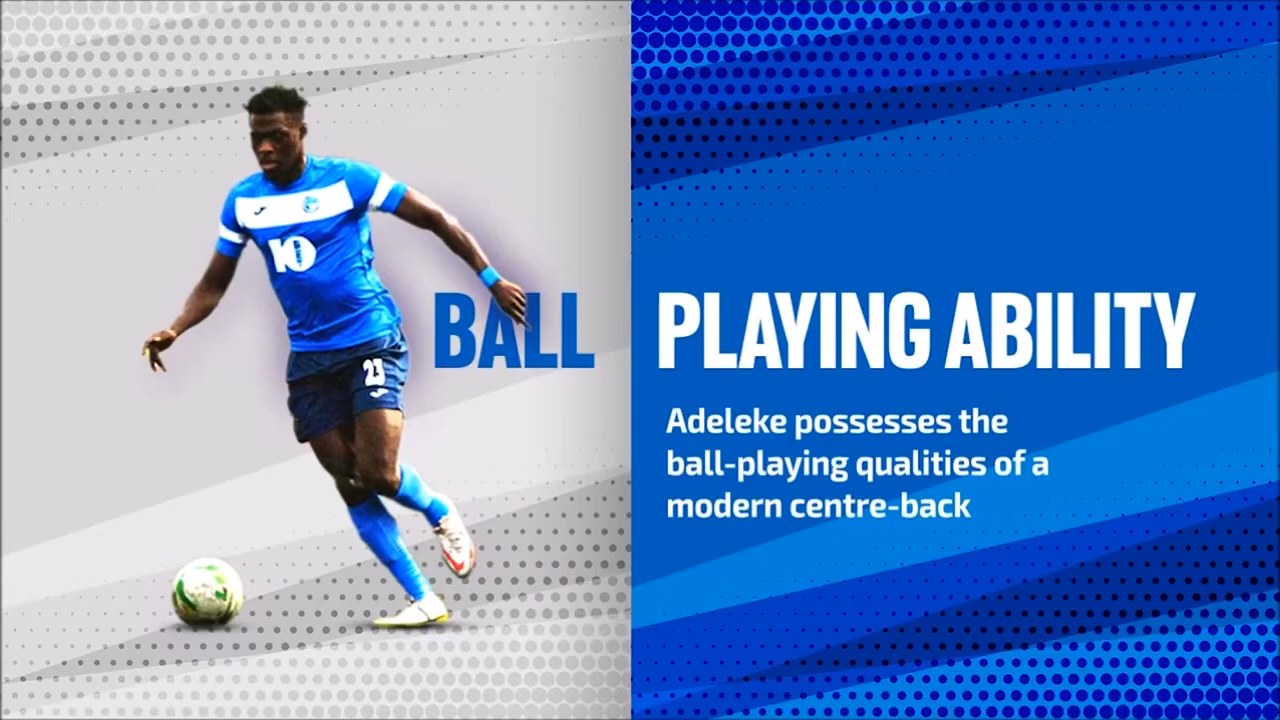 10
23
BALL PLAYING ABILITY
Adeleke possesses the
ball-playing qualities of a
modern centre-back